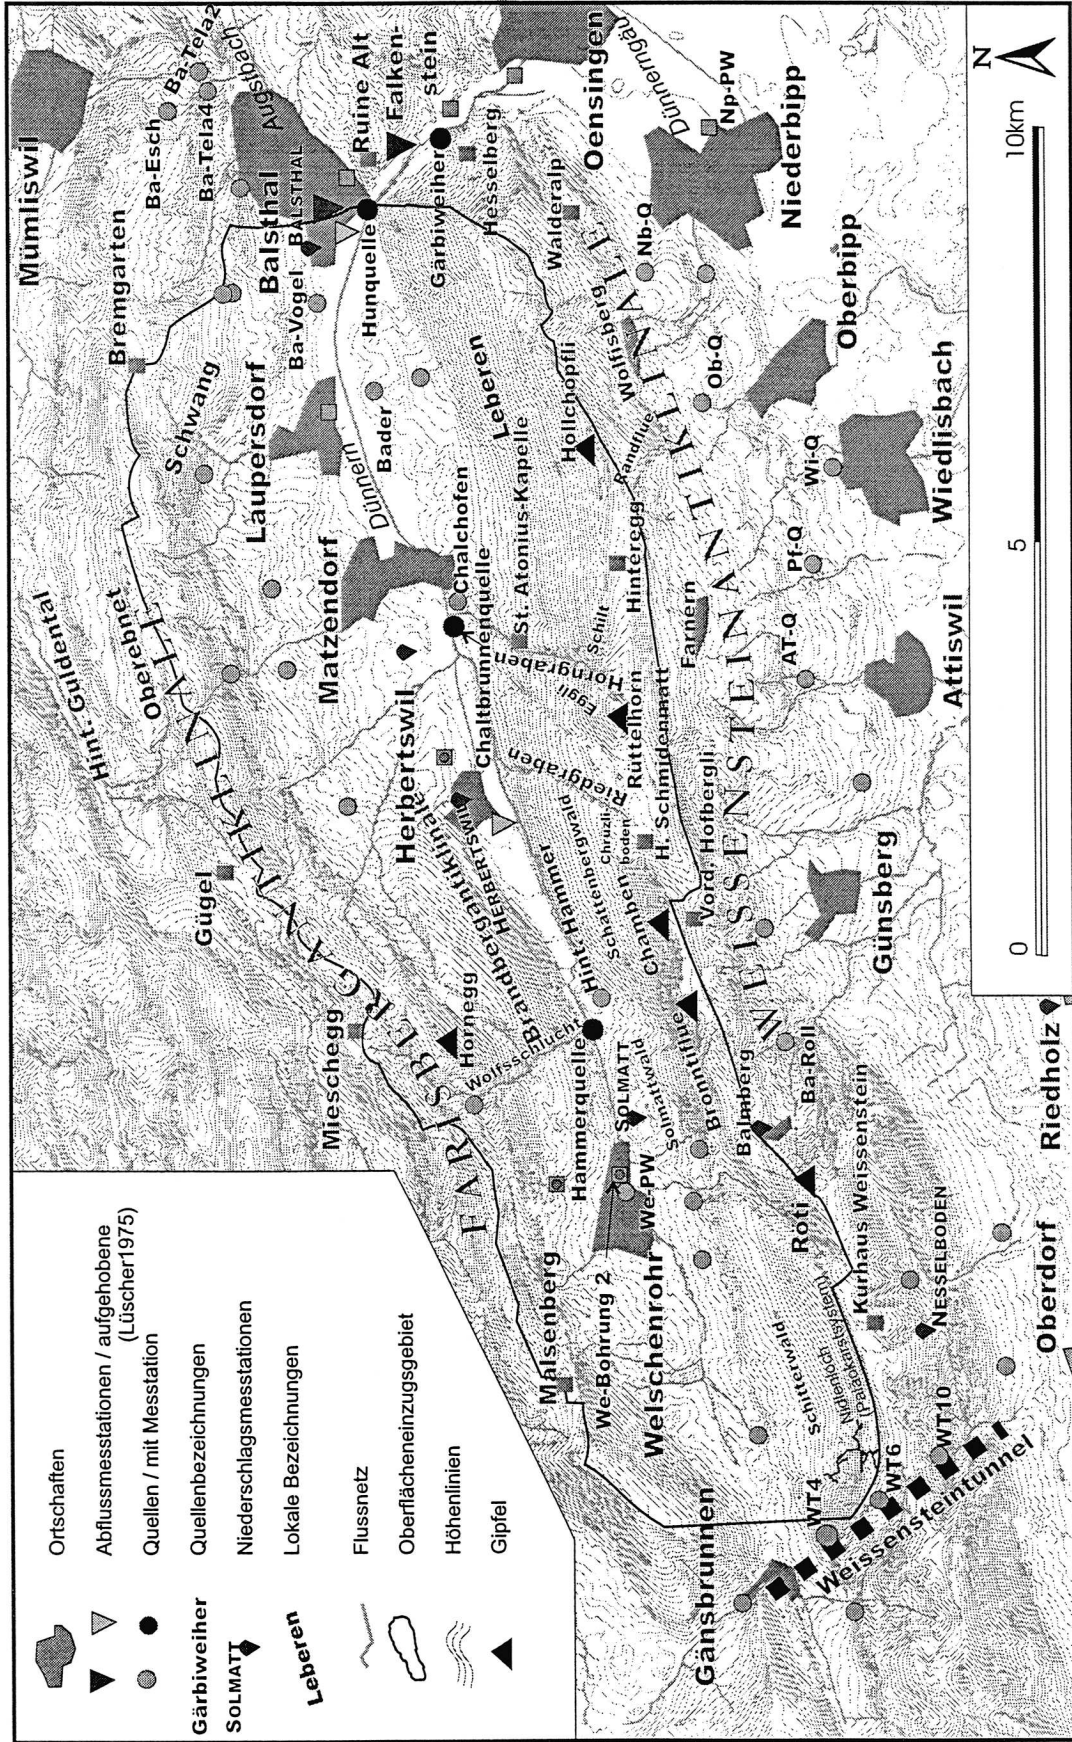 Ortschaften
Abflussmesstationen / aufgehobene
(Lüscher1975)
Quellen / mit Messtation
Gärbiweiher
Quellenbezeichnungen
SOLMATT
Niederschlagsmesstationen
Leberen
Lokale Bezeichnungen
Flussnetz
Oberflächeneinzugsgebiet
Höhenlinien
Gipfel
Mümliswil
Ba-Tela2
Ba-Esch
Ba-Tela4
Augstbach
Bremgarten
Balsthal
BALSTHAL
Ba-Vogel
Ruine Alt
Falken-
stein
Hunquelle
Gärbiweiher
Hesselberg
Oensingen
Dünnerngäu
Np-PW
Niederbipp
Walderalp
Nb-Q
Wolfisberg
Oberbipp
Ob-Q
Schwang
Laupersdorf
Bader
Dünnern
Leberen
Hollchopfli
Randflue
Wi-Q
Wiedlisbach
Hint. Guldental
Oberebnet
Matzendorf
Chalchofen
Chaltbrunnenquelle
St. Atonius-Kapelle
Horngraben
Schilt
Hinteregg
Farnern
Pf-Q
AT-Q
Attiswil
Herbertswil
HERBERTSWIL
Eggli
Rüttelhorn
Riedgraben
H. Schmidenmatt
Gügel
Brandbergantiklinale
Hint. Hammer
Schattenbergwald
Chruzli-
boden
Chamben
Vord. Hofbergli
Günsberg
FARISBERGANTIKLINALE
WEISSENSTEINANTIKLINALE
Mieschegg
Hornegg
Wolfsschlucht
Hammerquelle
SOLMATT
Solmattwald
Bronntiflue
Balmberg
Ba-Roll
Riedholz
Malsenberg
We-PW
We-Bohrung 2
Welschenrohr
Röti
Kurhaus Weissenstein
NESSELBODEN
Oberdorf
Schitterwald
Nidlenloch
(Paläokarstsystem)
Gänsbrunnen
WT4
WT6
WT10
Weissensteintunnel
0
5
10km
N